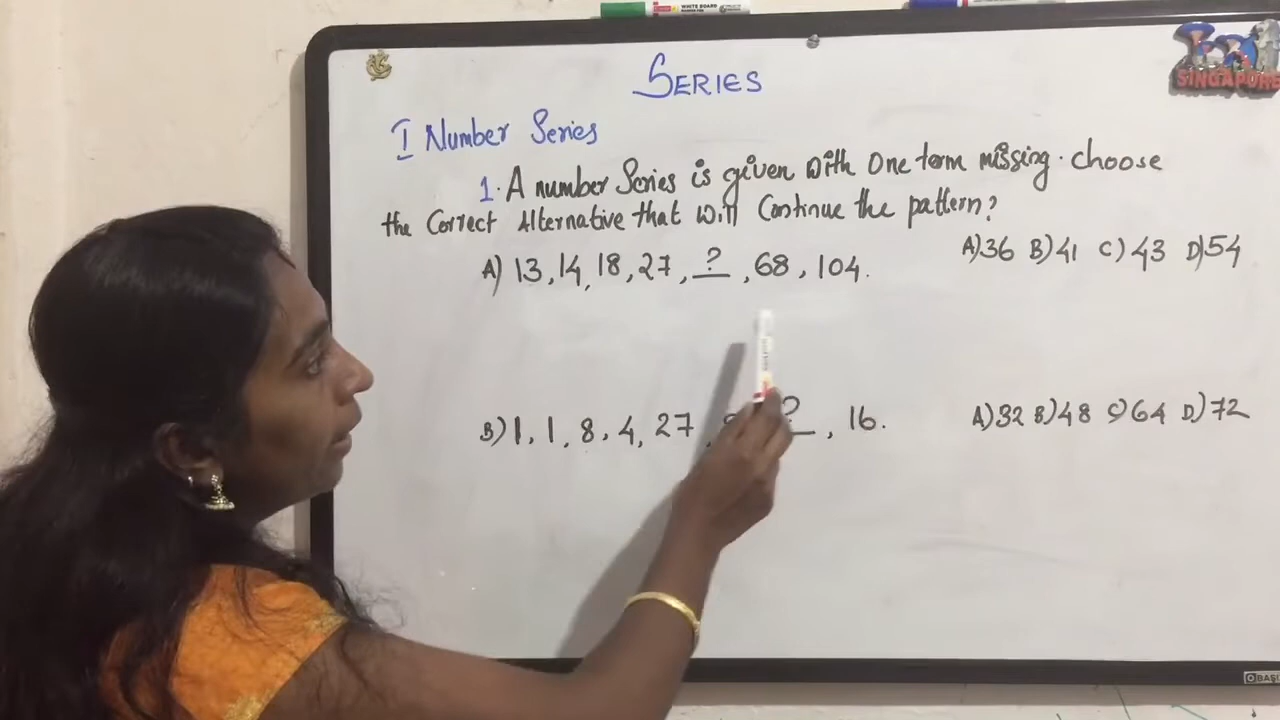 WHITE BOARD
SINGAPORE
SERIES
I Number Series
1. A number Series is given with One term missing. choose
the Correct Alternative that will Continue the pattern?
A) 13, 14, 18, 27, ?, 68, 104. A) 36 B) 41 C) 43 D) 54
B) 1, 1, 8, 4, 27, ?, 16. A) 32 B) 48 C) 64 D) 72